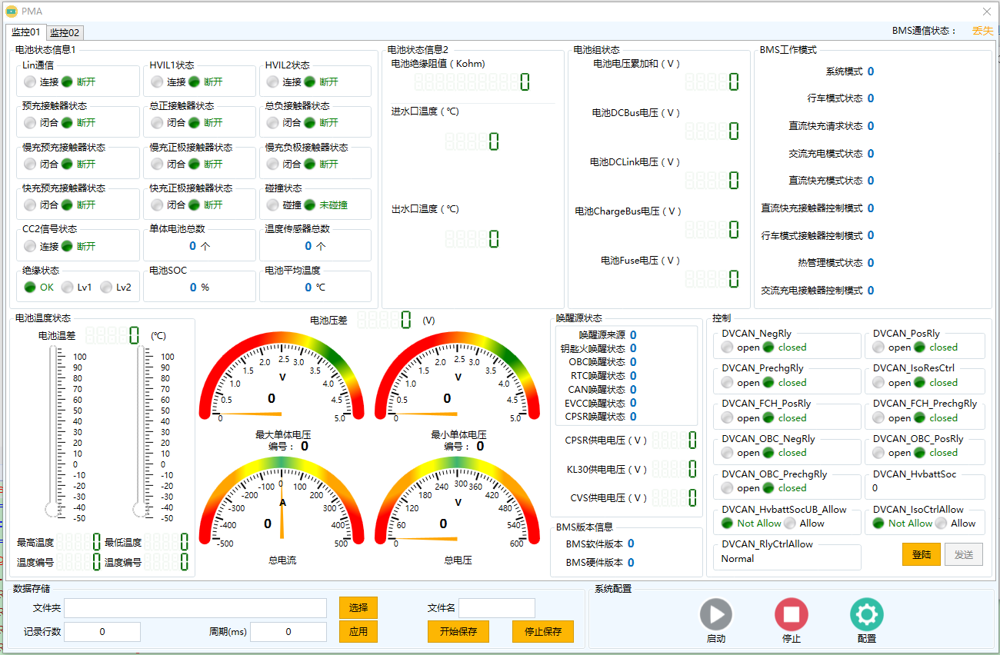 PMA
监控01 监控02
BMS通信状态： 丢失
电池状态信息1
Lin通信 HVIL1状态 HVIL2状态
连接 断开 连接 断开 连接 断开
预充接触器状态 总正接触器状态 总负接触器状态
闭合 断开 闭合 断开 闭合 断开
慢充预充接触器状态 慢充正极接触器状态 慢充负极接触器状态
闭合 断开 闭合 断开 闭合 断开
快充预充接触器状态 快充正极接触器状态 碰撞状态
闭合 断开 闭合 断开 碰撞 未碰撞
CC2信号状态 单体电池总数 温度传感器总数
连接 断开 0 个 0 个
绝缘状态 电池SOC 电池平均温度
OK Lv1 Lv2 0 % 0 ℃
电池状态信息2
电池绝缘阻值 ( Kohm)
0
进水口温度 ( ℃)
0
出水口温度 ( ℃)
0
电池组状态
电池电压累加和 ( V )
0
电池DCBus电压 ( V )
0
电池DCLink电压 ( V )
0
电池ChargeBus电压 ( V )
0
电池Fuse电压 ( V )
0
BMS工作模式
系统模式 0
行车模式状态 0
直流快充请求状态 0
交流充电模式状态 0
直流快充模式状态 0
直流快充接触器控制模式 0
行车模式接触器控制模式 0
热管理模式状态 0
交流充电接触器控制模式 0
电池温度状态
电池温差 0 (℃)
100 100
90 90
80 80
70 70
60 60
50 50
40 40
30 30
20 20
10 10
0 0
-10 -10
-20 -20
-30 -30
-40 -40
-50 -50
最高温度 0 最低温度 0
温度编号 0 温度编号 0
电池压差 0 (V)
0 0.5 1.0 2.0 2.5 3.0 3.5 4.0 4.5 5.0
V
0
最大单体电压
编号： 0
0 0.5 1.0 2.0 2.5 3.0 3.5 4.0 4.5 5.0
V
0
最小单体电压
编号： 0
-500 -400 -300 -200 -100 0 100 200 300 400 500
A
0
总电流
0 60 120 180 240 300 360 420 480 540 600
V
0
总电压
唤醒源状态
唤醒源来源 0
钥匙火唤醒状态 0
OBC唤醒状态 0
RTC唤醒状态 0
CAN唤醒状态 0
EVCC唤醒状态 0
CPSR唤醒状态 0
CPSR供电电压 ( V ) 0
KL30供电电压 ( V ) 0
CVS供电电压 ( V ) 0
BMS版本信息
BMS软件版本 0
BMS硬件版本 0
控制
DVCAN_NegRly DVCAN_PosRly
open closed open closed
DVCAN_PrechgRly DVCAN_IsoResCtrl
open closed open closed
DVCAN_FCH_PosRly DVCAN_FCH_PrechgRly
open closed open closed
DVCAN_OBC_NegRly DVCAN_OBC_PosRly
open closed open closed
DVCAN_OBC_PrechgRly DVCAN_HvbattSoc
open closed 0
DVCAN_HvbattSocUB_Allow DVCAN_IsoCtrlAllow
Not Allow Allow Not Allow Allow
DVCAN_RlyCtrlAllow
Normal
登陆 发送
数据存储
文件夹 选择 文件名
记录行数 0 周期(ms) 0 应用 开始保存 停止保存
系统配置
启动 停止 配置